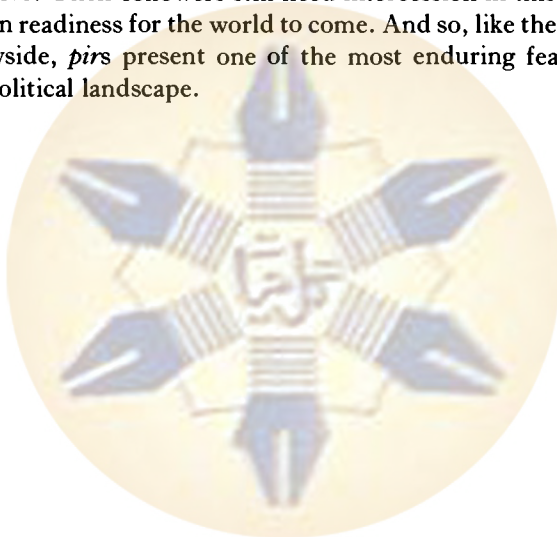 n readiness for the world to come. And so, like the
yside, pirs present one of the most enduring fea
olitical landscape.